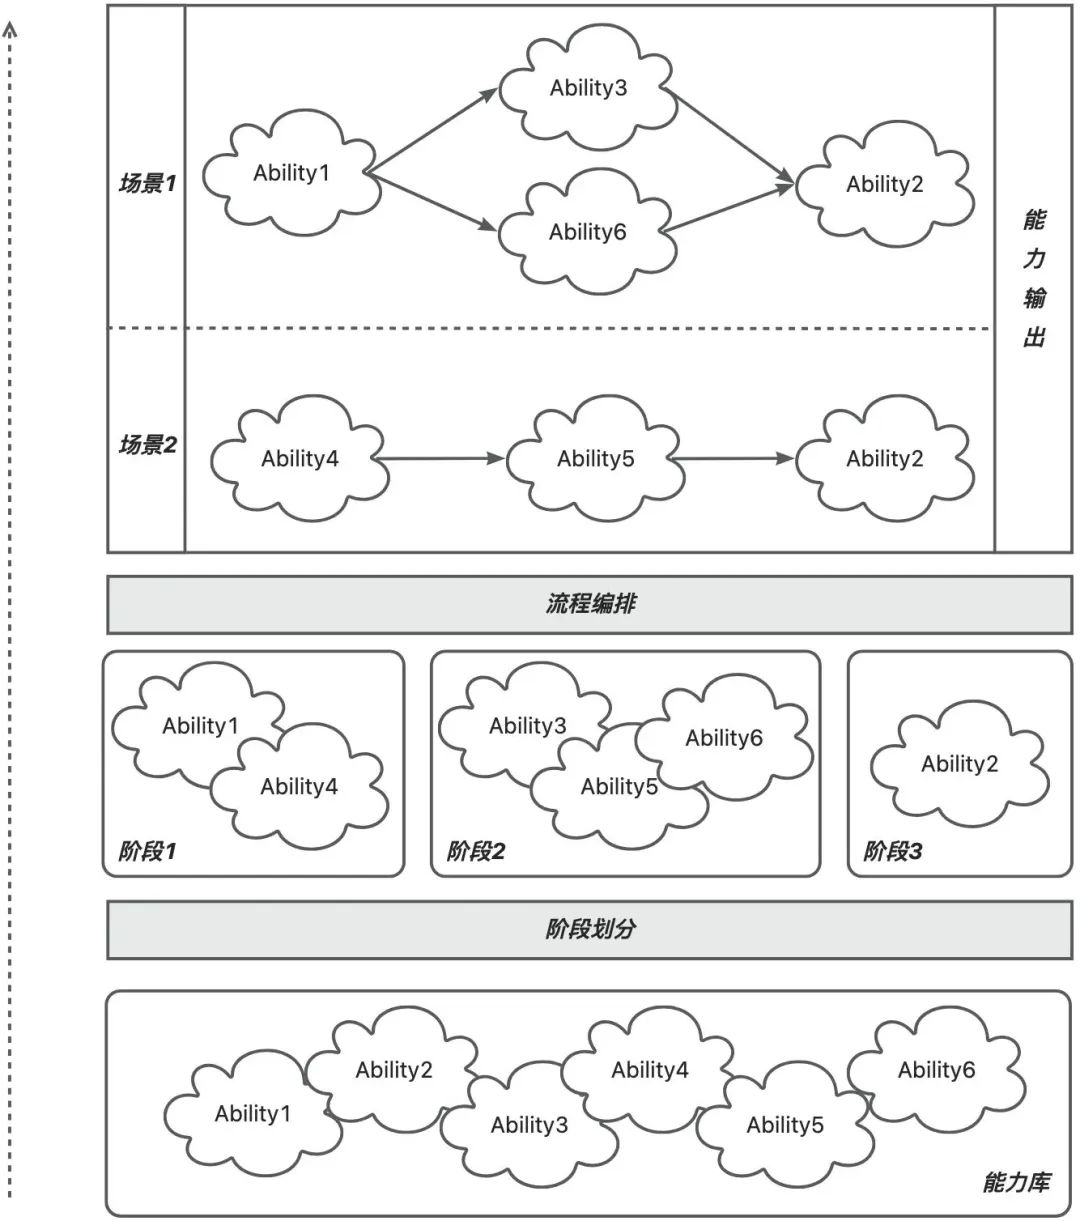 Ability3
场景1
Ability1
Ability2
Ability6
能
力
输
出
场景2
Ability4
Ability5
Ability2
流程编排
Ability1
Ability4
阶段1
Ability3
Ability5
Ability6
阶段2
Ability2
阶段3
阶段划分
Ability1
Ability2
Ability3
Ability4
Ability5
Ability6
能力库